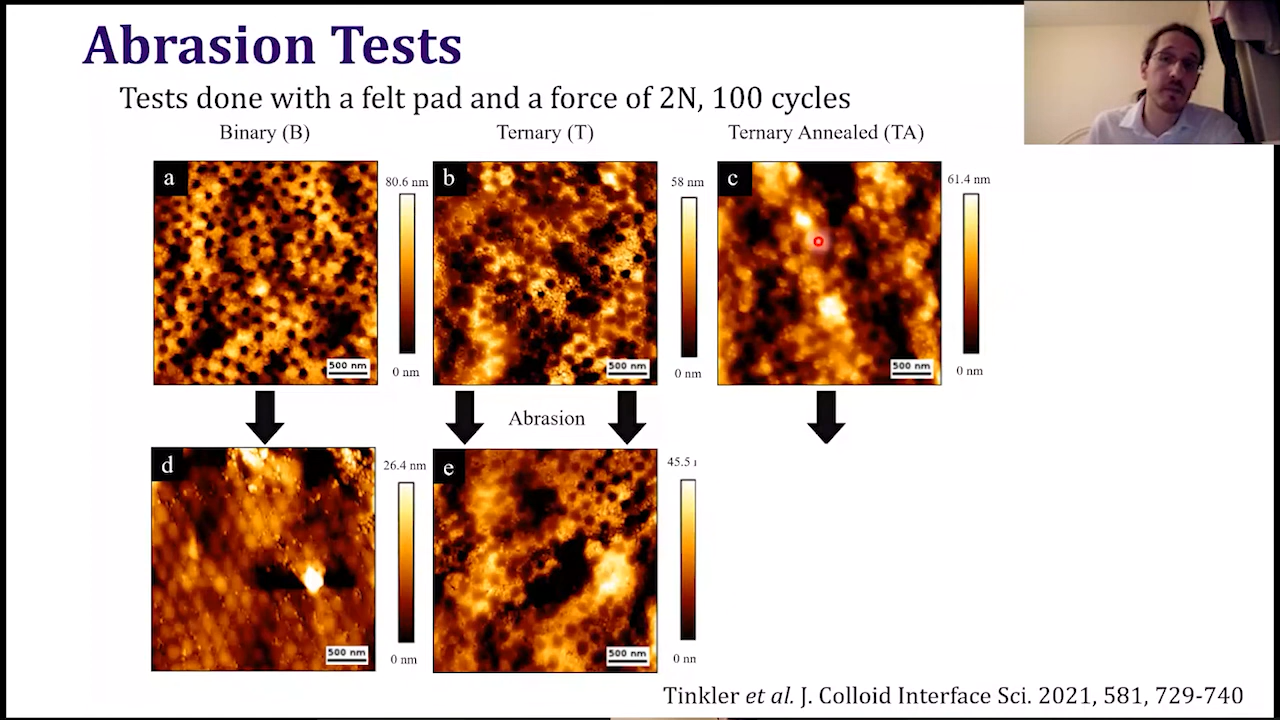 Abrasion Tests
Tests done with a felt pad and a force of 2N, 100 cycles
Binary (B)
Ternary (T)
Ternary Annealed (TA)
a
80.6 nm
0 nm
500 nm
b
58 nm
0 nm
500 nm
c
61.4 nm
0 nm
500 nm
Abrasion
d
26.4 nm
0 nm
500 nm
e
45.5
0 nm
500 nm
Tinkler et al. J. Colloid Interface Sci. 2021, 581, 729-740